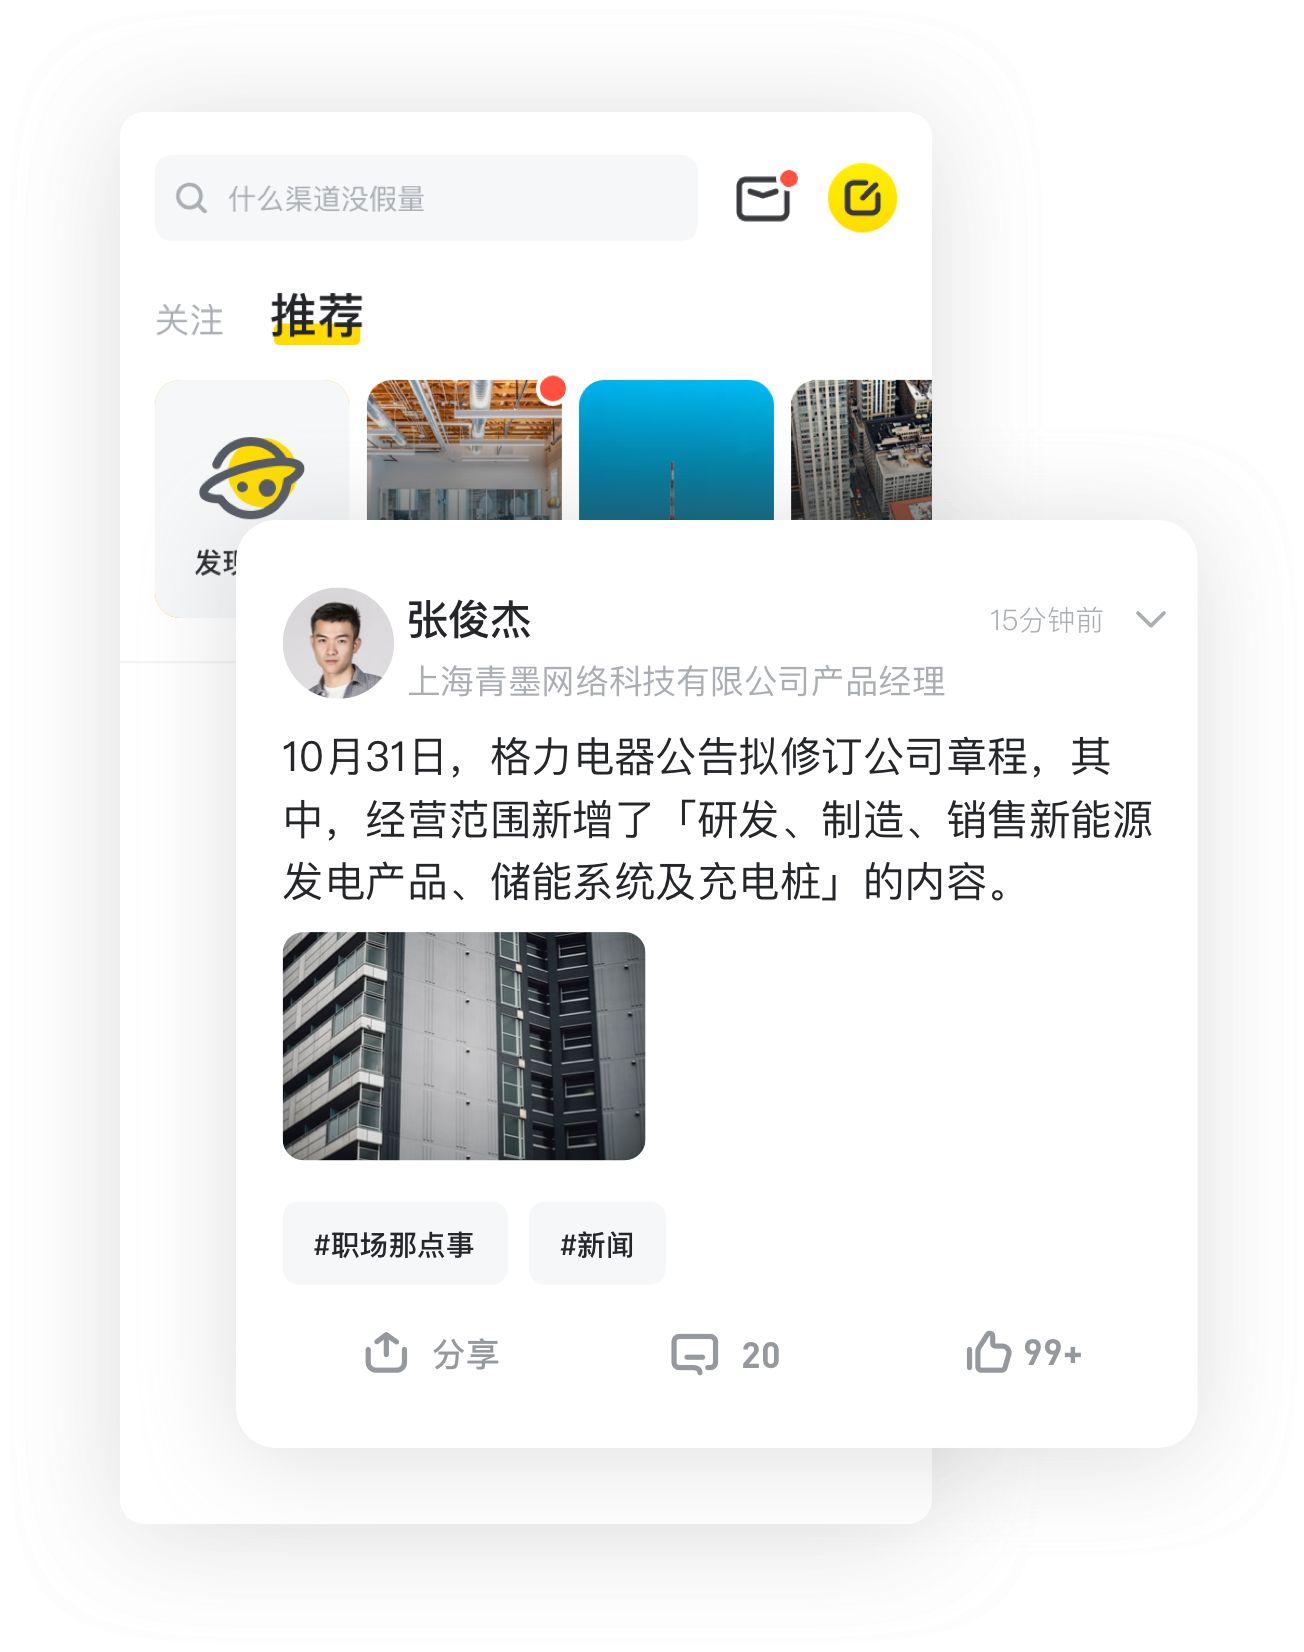 什么渠道没假量
关注
推荐
发现
张俊杰
15分钟前
上海青墨网络科技有限公司产品经理
10月31日，格力电器公告拟修订公司章程，其
中，经营范围新增了「研发、制造、销售新能源
发电产品、储能系统及充电桩」的内容。
#职场那点事
#新闻
分享
20
99+